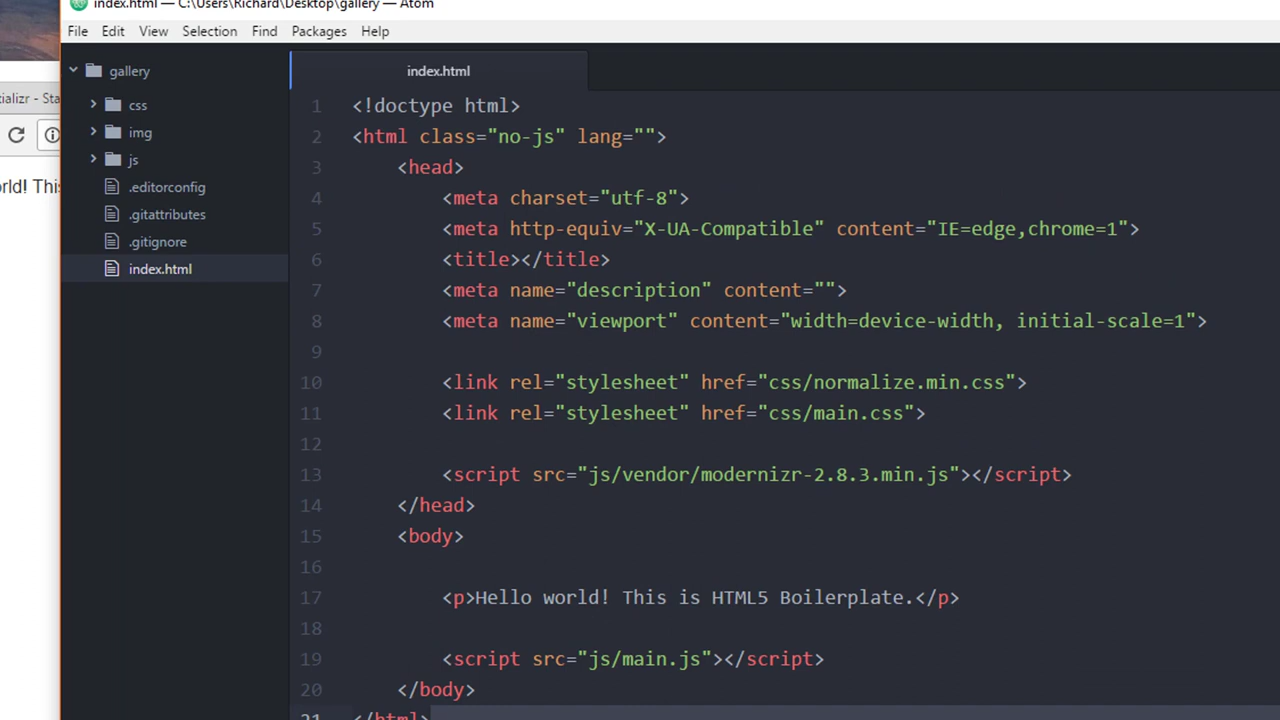 index.html — C:\Users\Richard\Desktop\gallery — Atom
File Edit View Selection Find Packages Help
gallery
css
img
js
.editorconfig
.gitattributes
.gitignore
index.html
index.html
1 <!doctype html>
2 <html class="no-js" lang="">
3 <head>
4 <meta charset="utf-8">
5 <meta http-equiv="X-UA-Compatible" content="IE=edge,chrome=1">
6 <title></title>
7 <meta name="description" content="">
8 <meta name="viewport" content="width=device-width, initial-scale=1">
9
10 <link rel="stylesheet" href="css/normalize.min.css">
11 <link rel="stylesheet" href="css/main.css">
12
13 <script src="js/vendor/modernizr-2.8.3.min.js"></script>
14 </head>
15 <body>
16
17 <p>Hello world! This is HTML5 Boilerplate.</p>
18
19 <script src="js/main.js"></script>
20 </body>
21 </html>